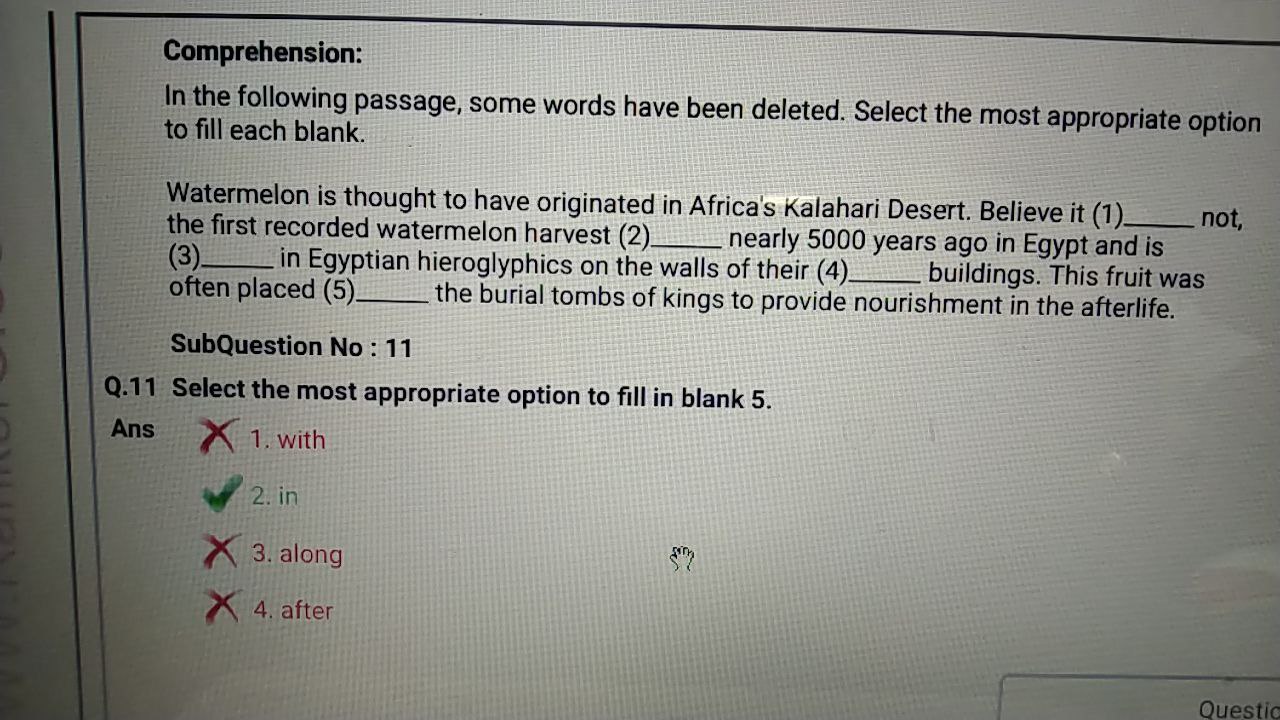 Comprehension:
In the following passage, some words have been deleted. Select the most appropriate option
to fill each blank.
Watermelon is thought to have originated in Africa's Kalahari Desert. Believe it (1)_____ not,
the first recorded watermelon harvest (2)_____ nearly 5000 years ago in Egypt and is
(3)_____ in Egyptian hieroglyphics on the walls of their (4)_____ buildings. This fruit was
often placed (5)_____ the burial tombs of kings to provide nourishment in the afterlife.
SubQuestion No : 11
Q.11 Select the most appropriate option to fill in blank 5.
Ans 1. with
2. in
3. along
4. after